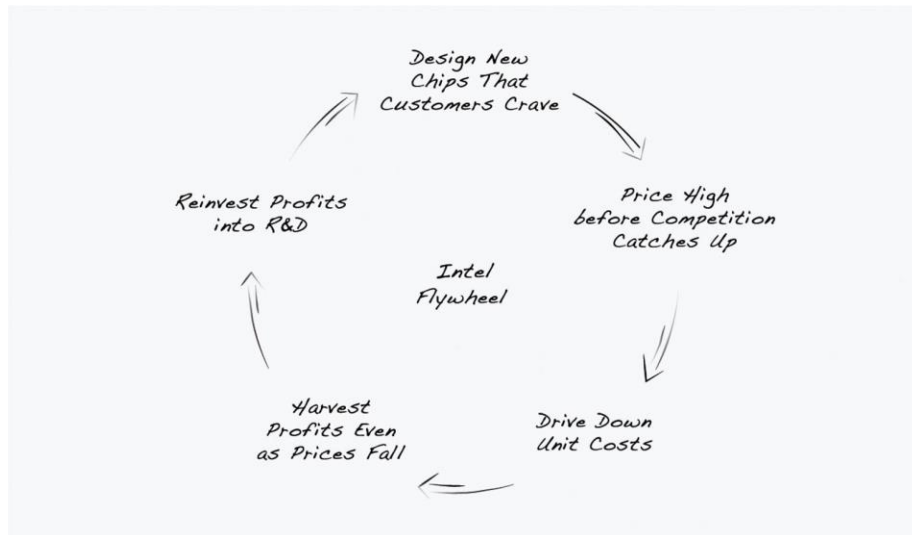 Design New
Chips That
Customers Crave
Price High
before Competition
Catches Up
Drive Down
Unit Costs
Harvest
Profits Even
as Prices Fall
Reinvest Profits
into R&D
Intel
Flywheel